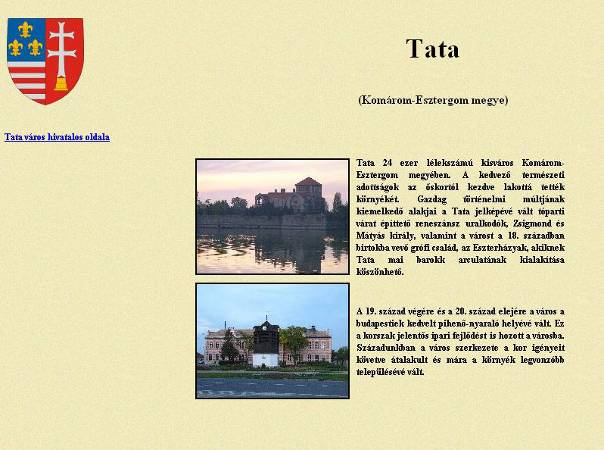 Tata
(Komárom-Esztergom megye)
Tata város hivatalos oldala
Tata 24 ezer lélekszámú kisváros Komárom-
Esztergom megyében. A kedvező természeti
adottságok az őskortól kezdve lakottá tették
környékét. Gazdag történelmi múltjának
kiemelkedő alakjai a Tata jelképévé vált tóparti
várat építtető reneszánsz uralkodók, Zsigmond és
Mátyás király, valamint a várost a 18. században
birtokba vevő grófi család, az Eszterházyak, akiknek
Tata mai barokk arculatának kialakítása
köszönhető.
A 19. század végére és a 20. század elejére a város a
budapestiek kedvelt pihenő-nyaraló helyévé vált. Ez
a korszak jelentős ipari fejlődést is hozott a városba.
Századunkban a város szerkezete a kor igényeit
követve átalakult és mára a környék legvonzóbb
településévé vált.